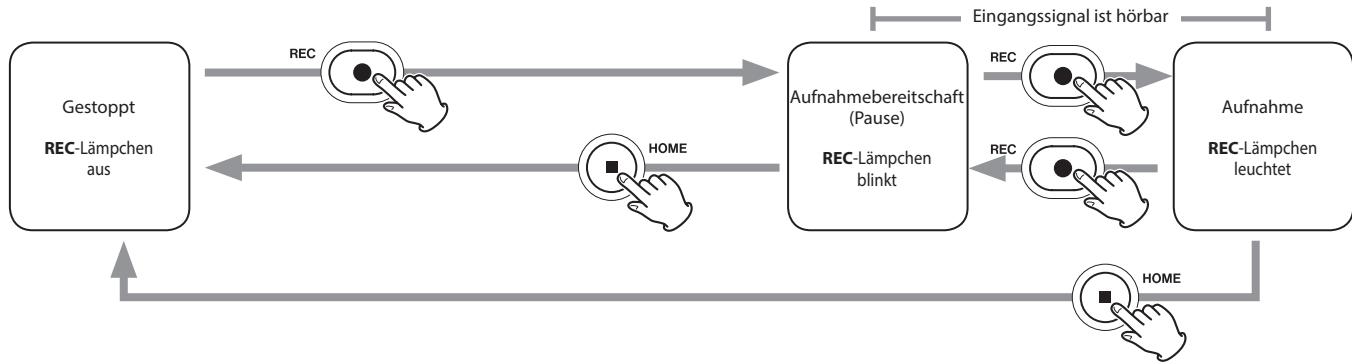 Eingangssignal ist hörbar
REC
REC
Gestoppt
REC-Lämpchen
aus
HOME
Aufnahmebereitschaft
(Pause)
REC-Lämpchen
blinkt
REC
Aufnahme
REC-Lämpchen
leuchtet
HOME